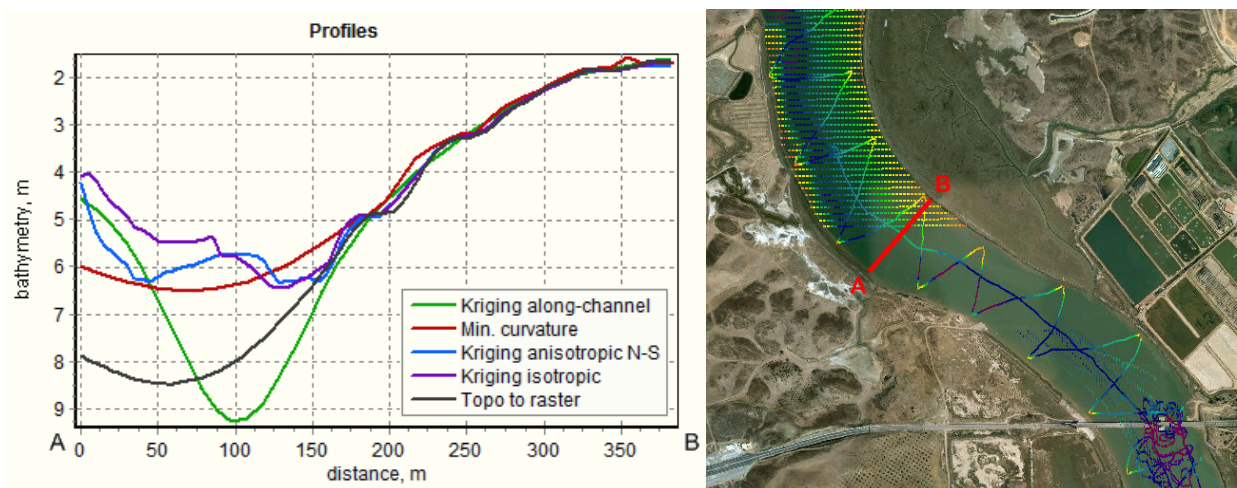 Profiles
bathymetry, m
2
3
4
5
6
7
8
9
Kriging along-channel
Min. curvature
Kriging anisotropic N-S
Kriging isotropic
Topo to raster
A 0 50 100 150 200 250 300 350 B
distance, m
B
A